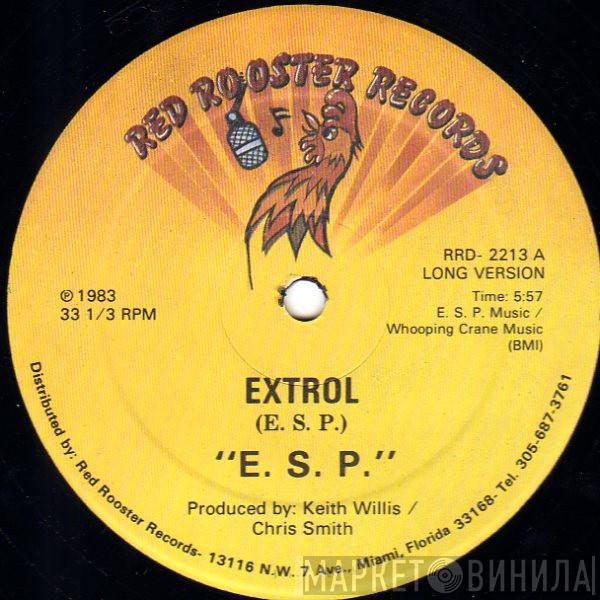 RED ROOSTER RECORDS
RRD- 2213 A
LONG VERSION
℗ 1983
33 1/3 RPM
Time: 5:57
E. S. P. Music /
Whooping Crane Music
(BMI)
EXTROL
(E. S. P.)
"E. S. P."
Produced by: Keith Willis /
Chris Smith
Distributed by: Red Rooster Records- 13116 N.W. 7 Ave., Miami, Florida 33168- Tel. 305-687-3761
МАРКЕТ ВИНИЛА